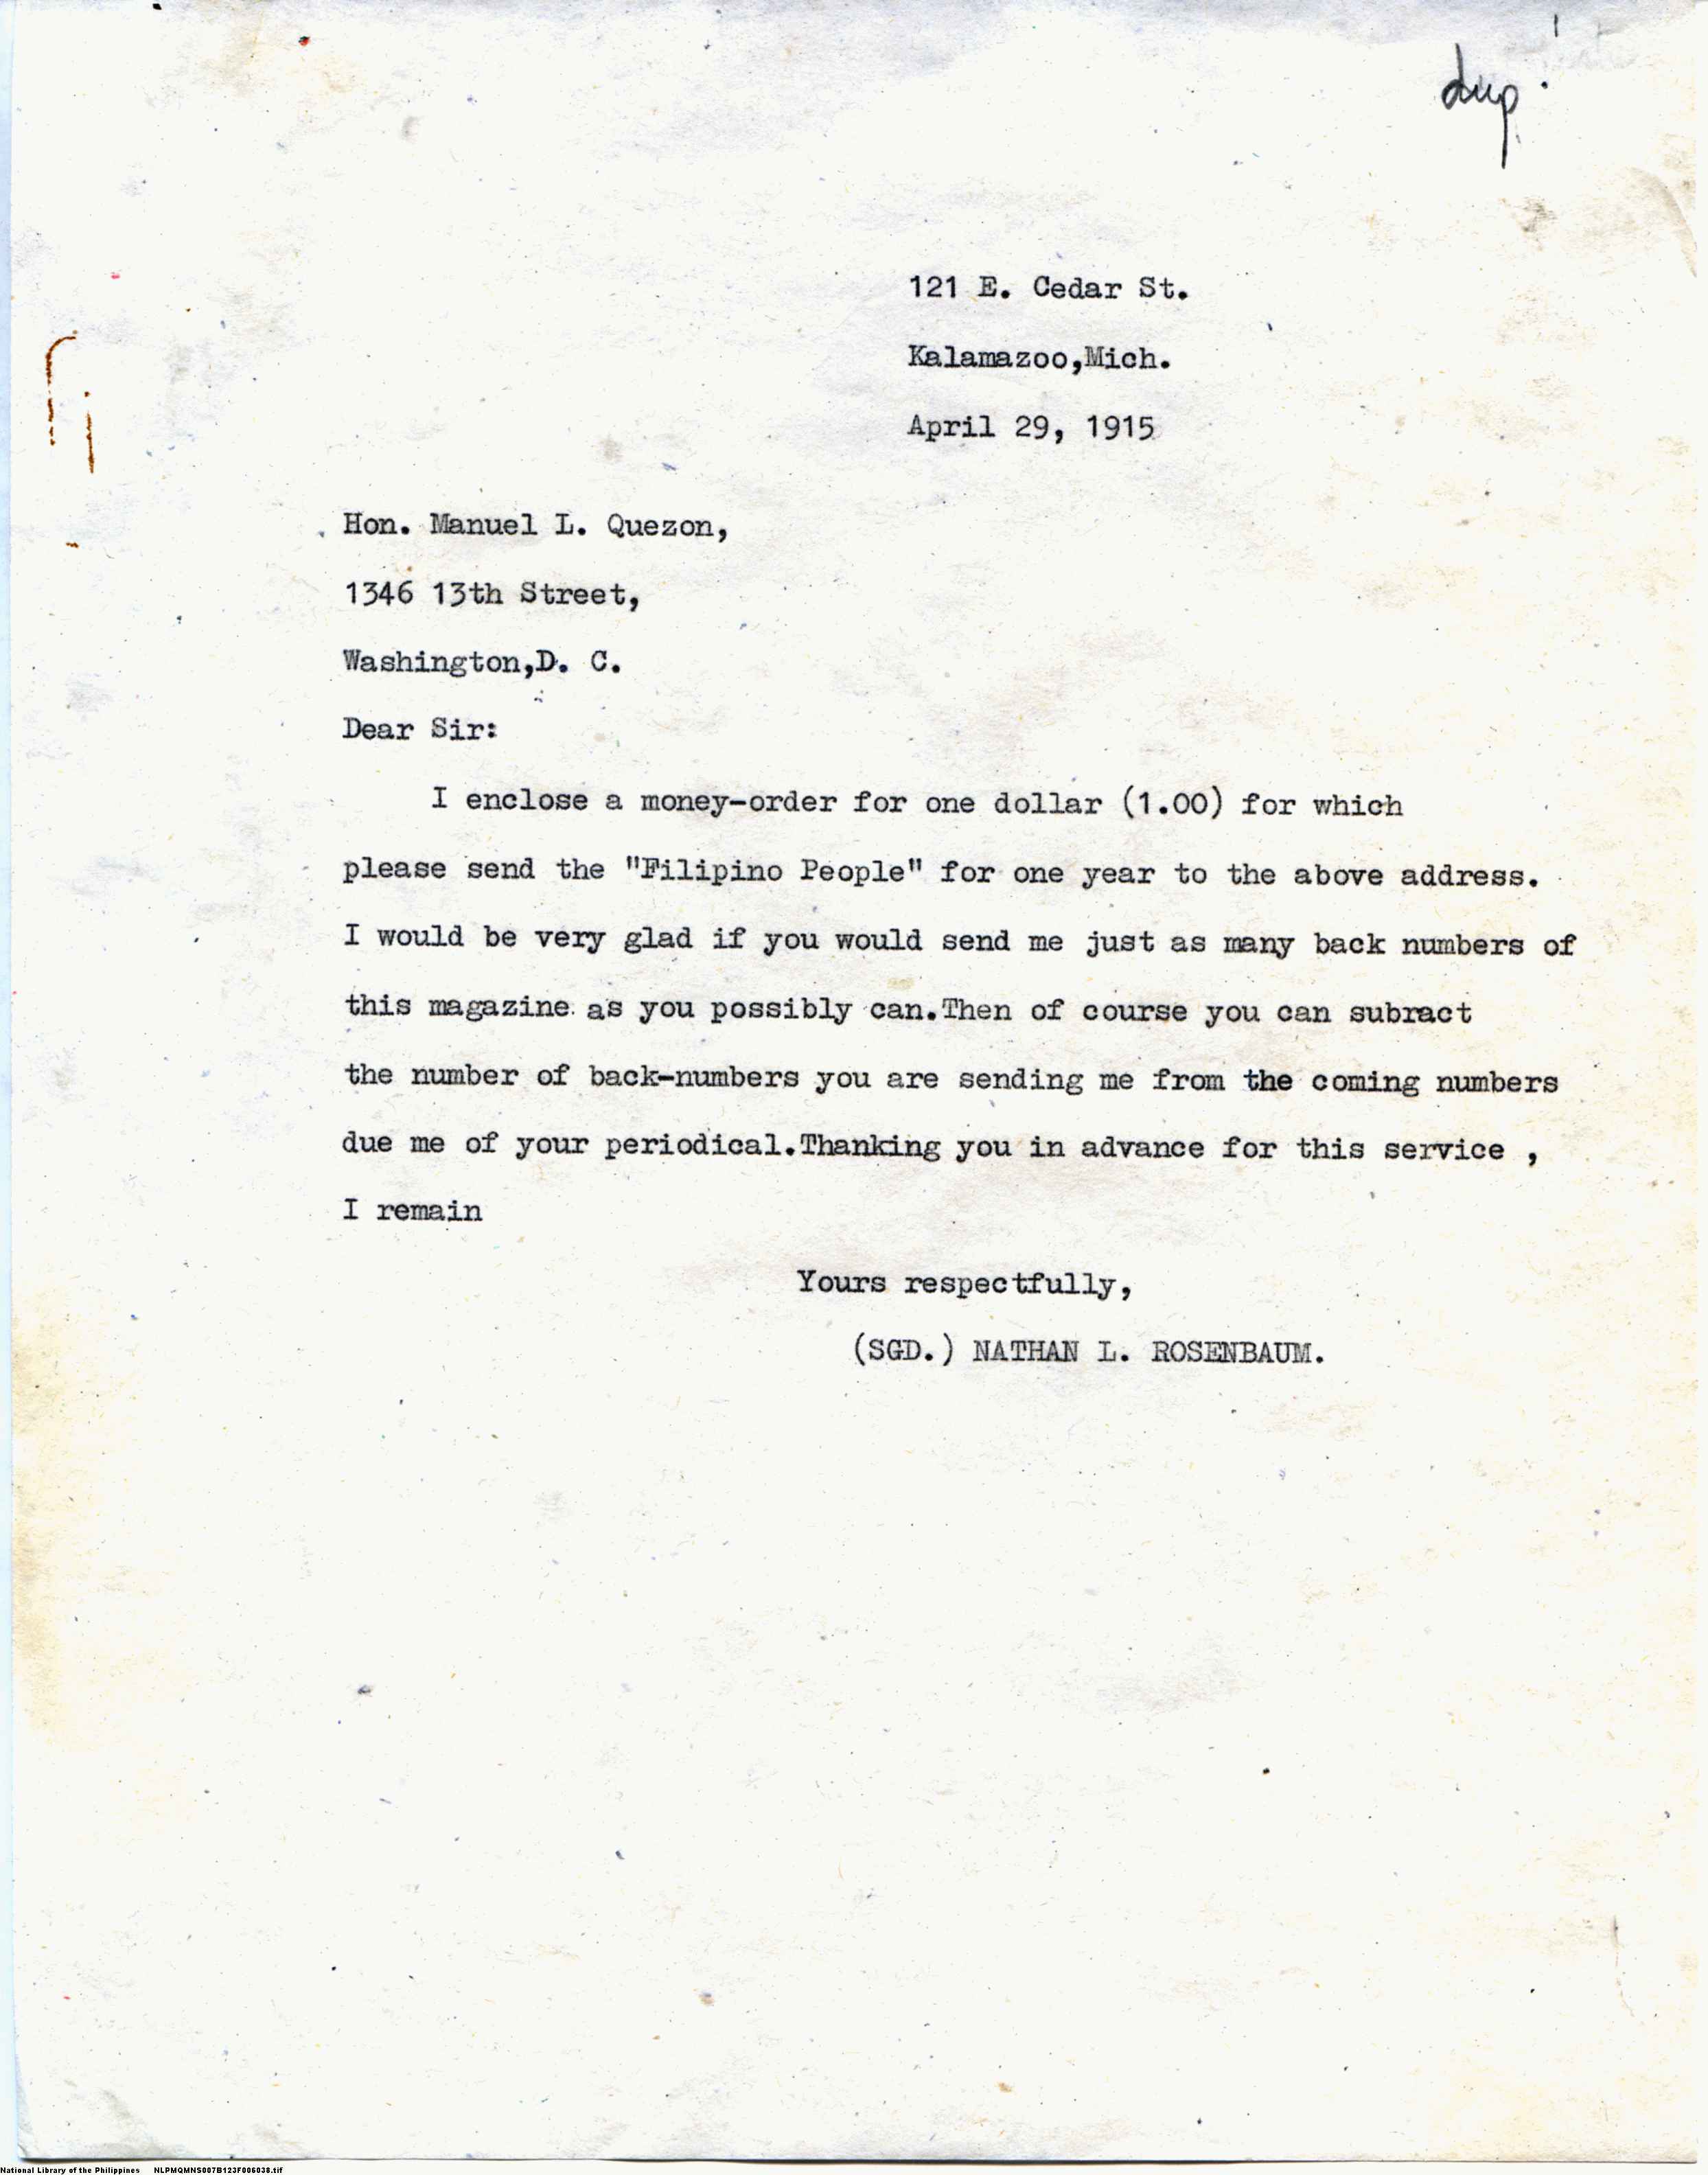 dup.
121 E. Cedar St.
Kalamazoo,Mich.
April 29, 1915
Hon. Manuel L. Quezon,
1346 13th Street,
Washington,D. C.
Dear Sir:
I enclose a money-order for one dollar (1.00) for which
please send the "Filipino People" for one year to the above address.
I would be very glad if you would send me just as many back numbers of
this magazine as you possibly can.Then of course you can subract
the number of back-numbers you are sending me from the coming numbers
due me of your periodical.Thanking you in advance for this service ,
I remain
Yours respectfully,
(SGD.) NATHAN L. ROSENBAUM.
National Library of the Philippines NLPMQMNS007B123F006038.tif